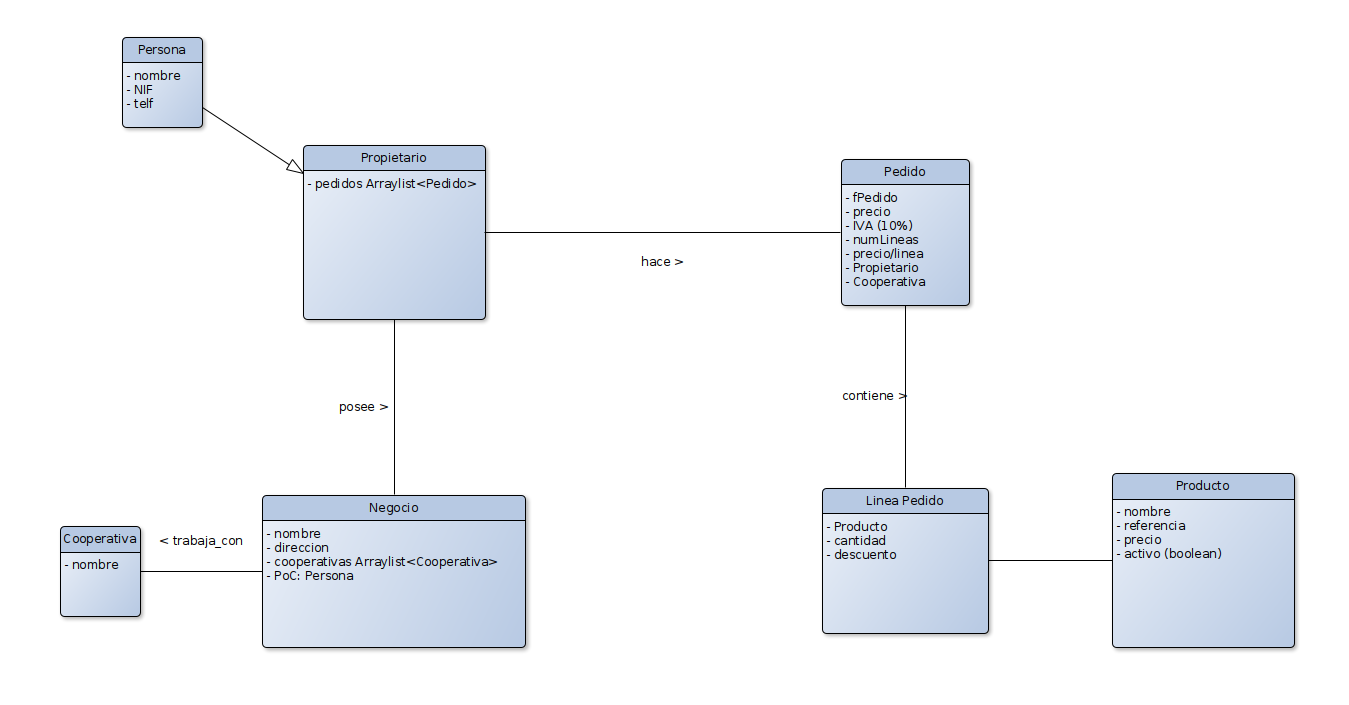 Persona
- nombre
- NIF
- telf
Propietario
- pedidos Arraylist<Pedido>
Pedido
- fPedido
- precio
- IVA (10%)
- numLineas
- precio/linea
- Propietario
- Cooperativa
hace >
posee >
contiene >
Cooperativa
- nombre
< trabaja_con
Negocio
- nombre
- direccion
- cooperativas Arraylist<Cooperativa>
- PoC: Persona
Linea Pedido
- Producto
- cantidad
- descuento
Producto
- nombre
- referencia
- precio
- activo (boolean)